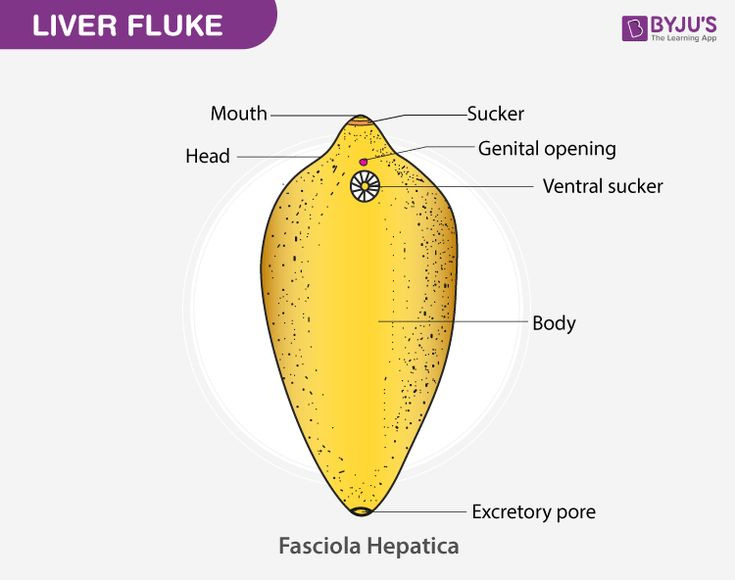 LIVER FLUKE
BYJU'S
The Learning App
Mouth
Sucker
Head
Genital opening
Ventral sucker
Body
Excretory pore
Fasciola Hepatica